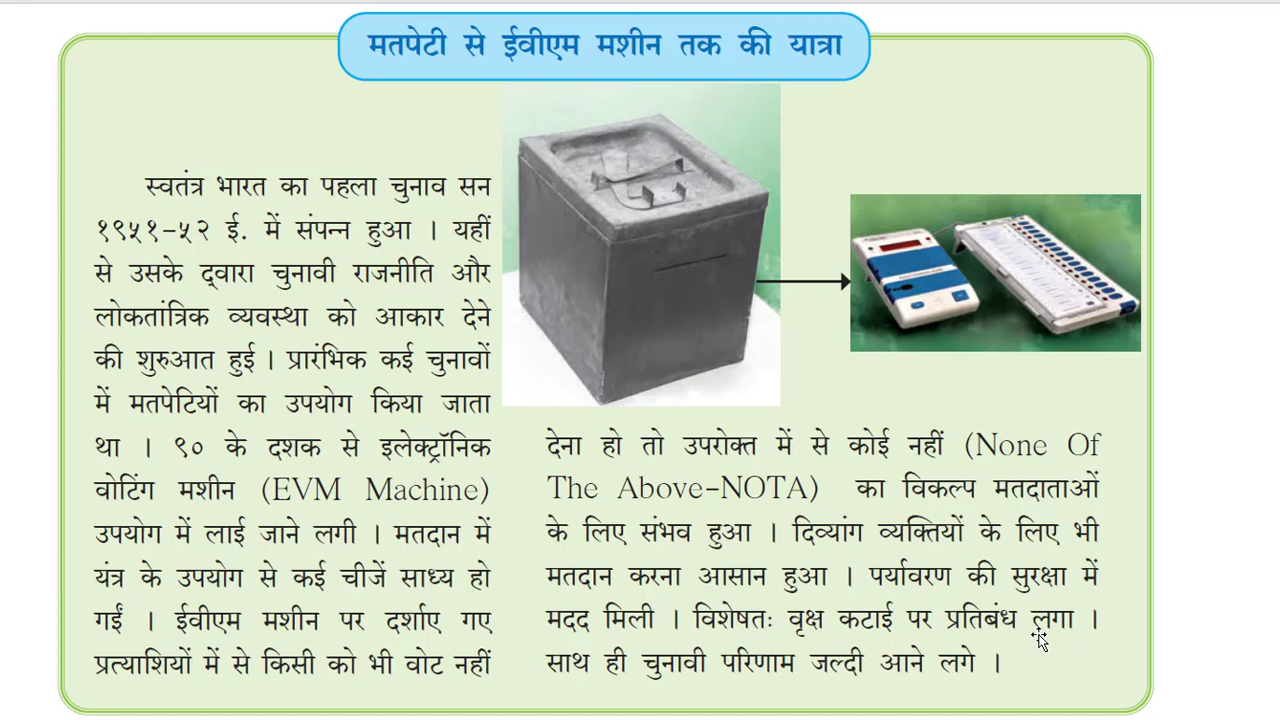 मतपेटी से ईवीएम मशीन तक की यात्रा
स्वतंत्र भारत का पहला चुनाव सन
१९५१-५२ ई. में संपन्न हुआ । यहीं
से उसके द्वारा चुनावी राजनीति और
लोकतांत्रिक व्यवस्था को आकार देने
की शुरुआत हुई । प्रारंभिक कई चुनावों
में मतपेटियों का उपयोग किया जाता
था । ९० के दशक से इलेक्ट्रॉनिक
वोटिंग मशीन (EVM Machine)
उपयोग में लाई जाने लगी । मतदान में
यंत्र के उपयोग से कई चीजें साध्य हो
गईं । ईवीएम मशीन पर दर्शाए गए
प्रत्याशियों में से किसी को भी वोट नहीं
देना हो तो उपरोक्त में से कोई नहीं (None Of
The Above-NOTA) का विकल्प मतदाताओं
के लिए संभव हुआ । दिव्यांग व्यक्तियों के लिए भी
मतदान करना आसान हुआ । पर्यावरण की सुरक्षा में
मदद मिली । विशेषतः वृक्ष कटाई पर प्रतिबंध लगा ।
साथ ही चुनावी परिणाम जल्दी आने लगे ।